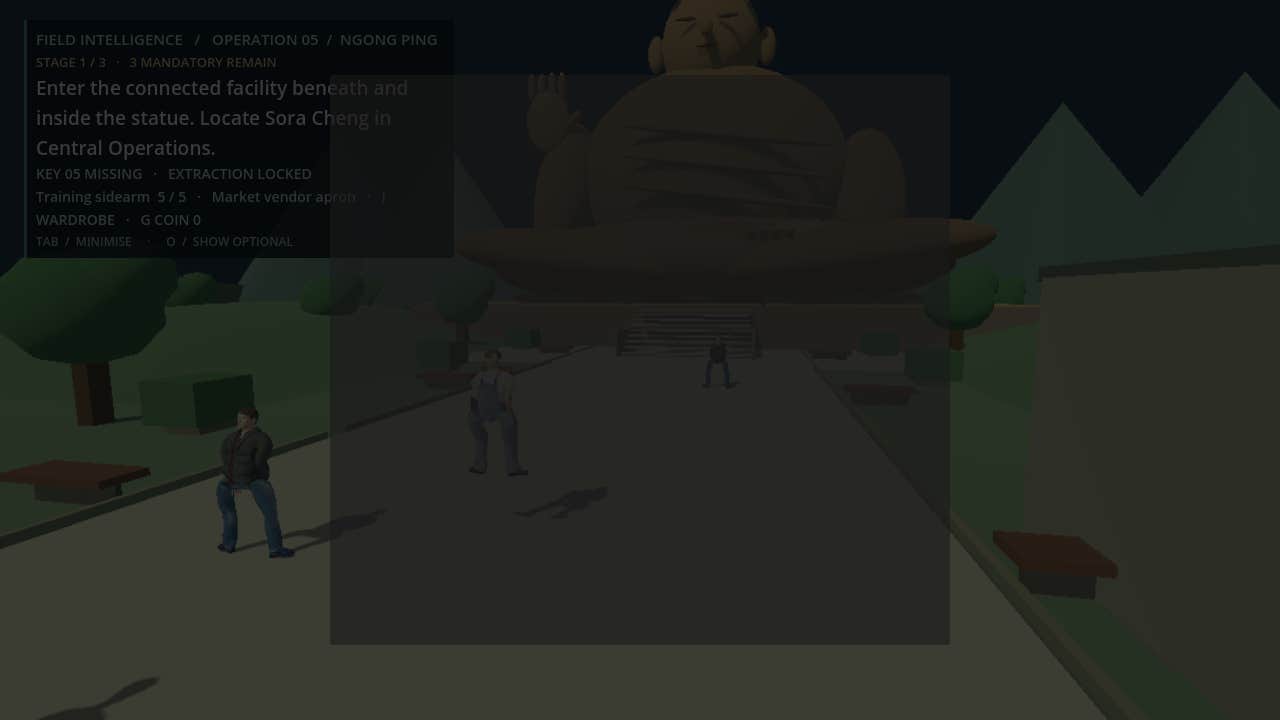 FIELD INTELLIGENCE / OPERATION 05 / NGONG PING
STAGE 1 / 3 · 3 MANDATORY REMAIN
Enter the connected facility beneath and
inside the statue. Locate Sora Cheng in
Central Operations.
KEY 05 MISSING · EXTRACTION LOCKED
Training sidearm 5 / 5 · Market vendor apron · I
WARDROBE · G COIN 0
TAB / MINIMISE · O / SHOW OPTIONAL